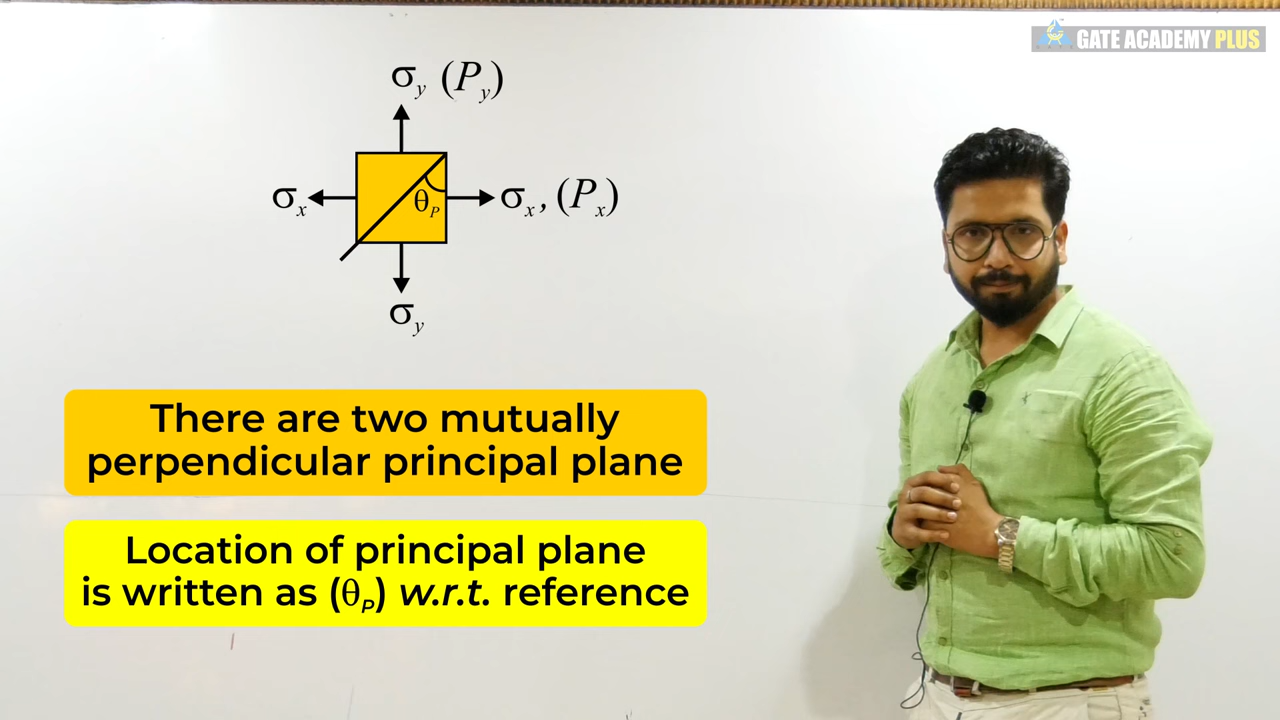 GATE ACADEMY PLUS
σy (Py)
σx
θP
σx, (Px)
σy
There are two mutually
perpendicular principal plane
Location of principal plane
is written as (θP) w.r.t. reference